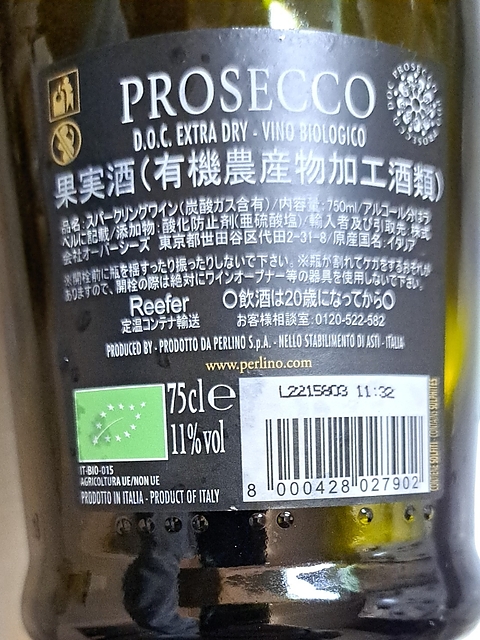 PROSECCO
D.O.C. EXTRA DRY - VINO BIOLOGICO
果実酒(有機農産物加工酒類)
品名:スパークリングワイン(炭酸ガス含有)/内容量:750ml/アルコール分はラ
ベルに記載/添加物:酸化防止剤(亜硫酸塩)/輸入者及び引取先:株式
会社オーバーシーズ 東京都世田谷区代田2-31-8/原産国名:イタリア
※開栓前に瓶を揺すったり振ったりしないで下さい。※瓶が割れてケガをするおそれが
ありますので、開栓の際は絶対にワインオープナー等の器具を使用しないで下さい。
Reefer
定温コンテナ輸送
〇飲酒は20歳になってから〇
お客様相談室:0120-522-582
PRODUCED BY - PRODOTTO DA PERLINO S.p.A. - NELLO STABILIMENTO DI ASTI - ITALIA
www.perlino.com
75cl e
11%vol
L2215803 11:32
8 000428 027902
IT-BIO-015
AGRICOLTURA UE/NON UE
PRODOTTO IN ITALIA - PRODUCT OF ITALY
CONTIENE SOLFITI - CONTAINS SULPHITES